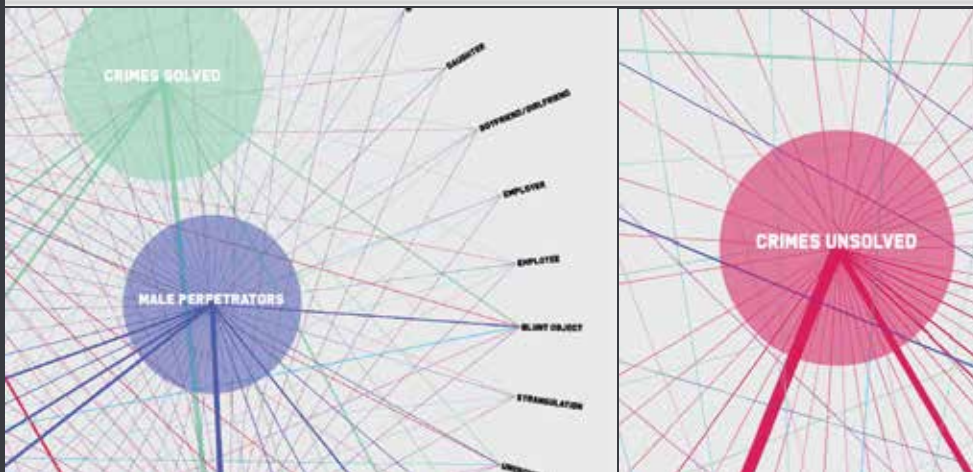 CRIMES SOLVED
DAUGHTER
BOYFRIEND/GIRLFRIEND
EMPLOYER
EMPLOYEE
MALE PERPETRATORS
BLUNT OBJECT
STRANGULATION
CRIMES UNSOLVED